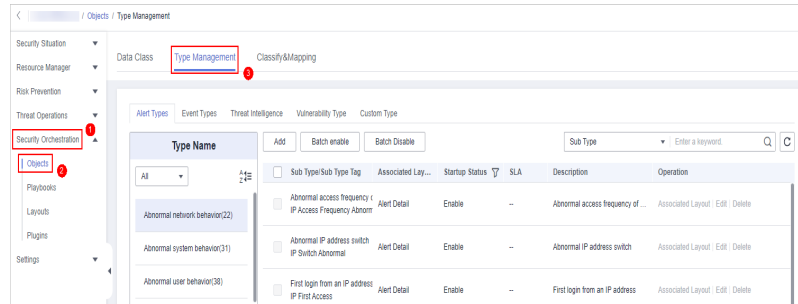 / Objects / Type Management
Security Situation
Resource Manager
Risk Prevention
Threat Operations
Security Orchestration
1
Objects
2
Playbooks
Layouts
Plugins
Settings
Data Class Type Management Classify&Mapping
3
Alert Types Event Types Threat Intelligence Vulnerability Type Custom Type
Type Name
All
Abnormal network behavior(22)
Abnormal system behavior(31)
Abnormal user behavior(38)
Add Batch enable Batch Disable Sub Type Enter a keyword.
Sub Type/Sub Type Tag Associated Lay... Startup Status SLA Description Operation
Abnormal access frequency
IP Access Frequency Abnorm
Alert Detail Enable -- Abnormal access frequency of ... Associated Layout | Edit | Delete
Abnormal IP address switch
IP Switch Abnormal
Alert Detail Enable -- Abnormal IP address switch Associated Layout | Edit | Delete
First login from an IP address
IP First Access
Alert Detail Enable -- First login from an IP address Associated Layout | Edit | Delete